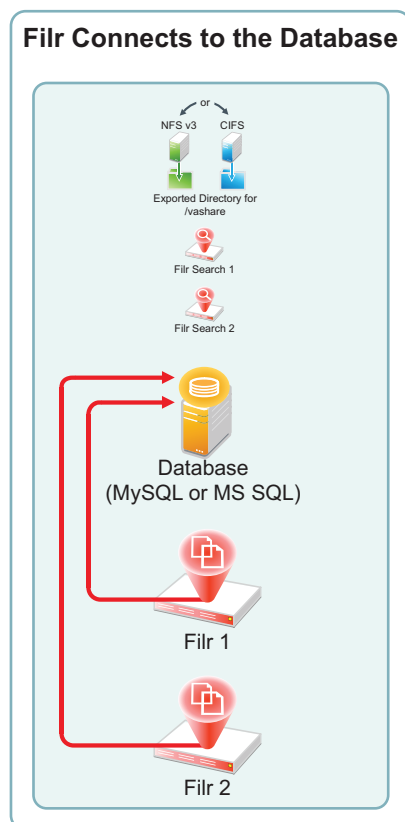 Filr Connects to the Database
or
NFS v3 CIFS
Exported Directory for
/vashare
Filr Search 1
Filr Search 2
Database
(MySQL or MS SQL)
Filr 1
Filr 2